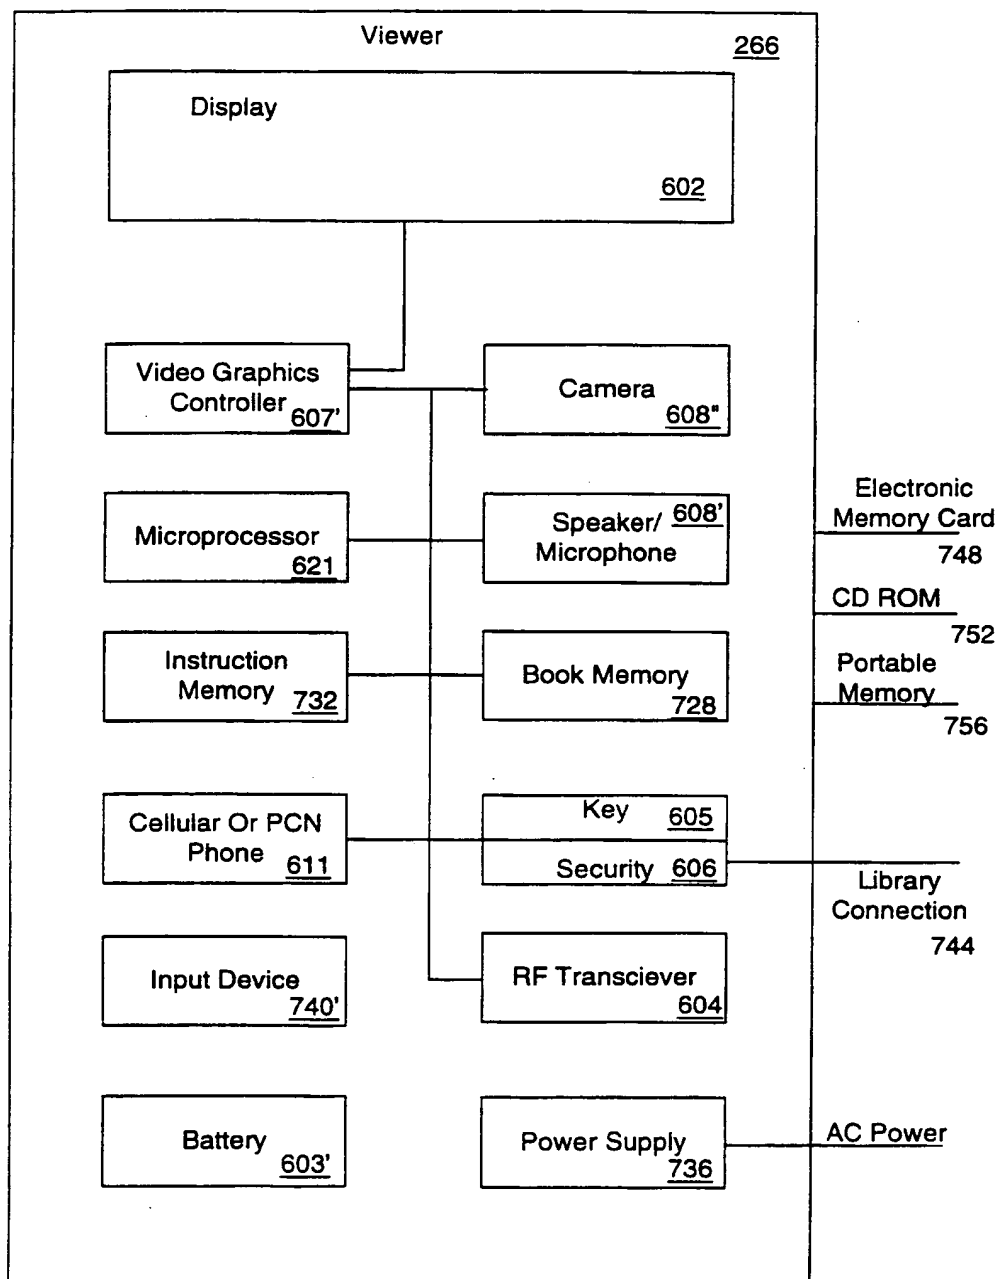 Viewer
266
Display
602
Video Graphics
Controller
607'
Camera
608"
Microprocessor
621
Speaker/
Microphone
608'
Electronic
Memory Card
748
CD ROM
752
Instruction
Memory
732
Book Memory
728
Portable
Memory
756
Cellular Or PCN
Phone
611
Key
605
Security
606
Library
Connection
744
Input Device
740'
RF Transciever
604
Battery
603'
Power Supply
736
AC Power